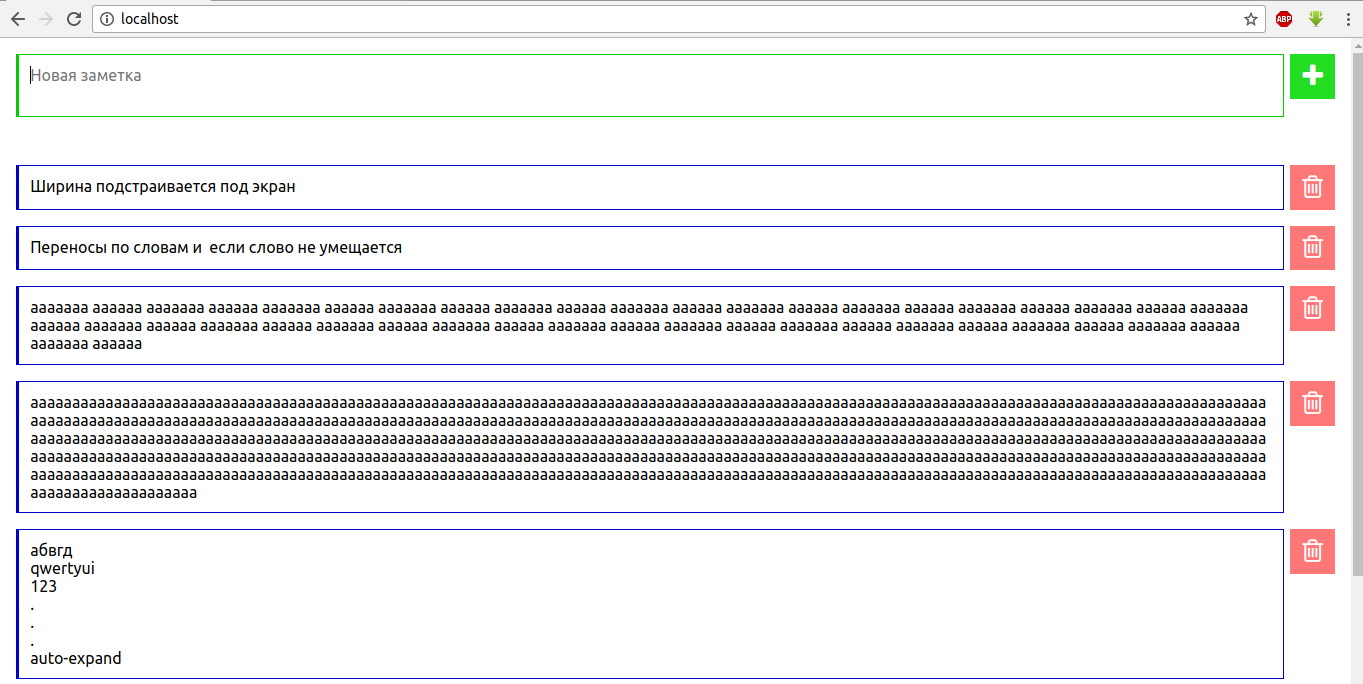 localhost
ABP
Новая заметка
Ширина подстраивается под экран
Переносы по словам и  если слово не умещается
ааааааа аааааа ааааааа аааааа ааааааа аааааа ааааааа аааааа ааааааа аааааа ааааааа аааааа ааааааа аааааа ааааааа аааааа ааааааа аааааа ааааааа аааааа ааааааа
аааааа ааааааа аааааа ааааааа аааааа ааааааа аааааа ааааааа аааааа ааааааа аааааа ааааааа аааааа ааааааа аааааа ааааааа аааааа ааааааа аааааа ааааааа аааааа
ааааааа аааааа
абвгд
qwertyui
123
.
.
.
auto-expand